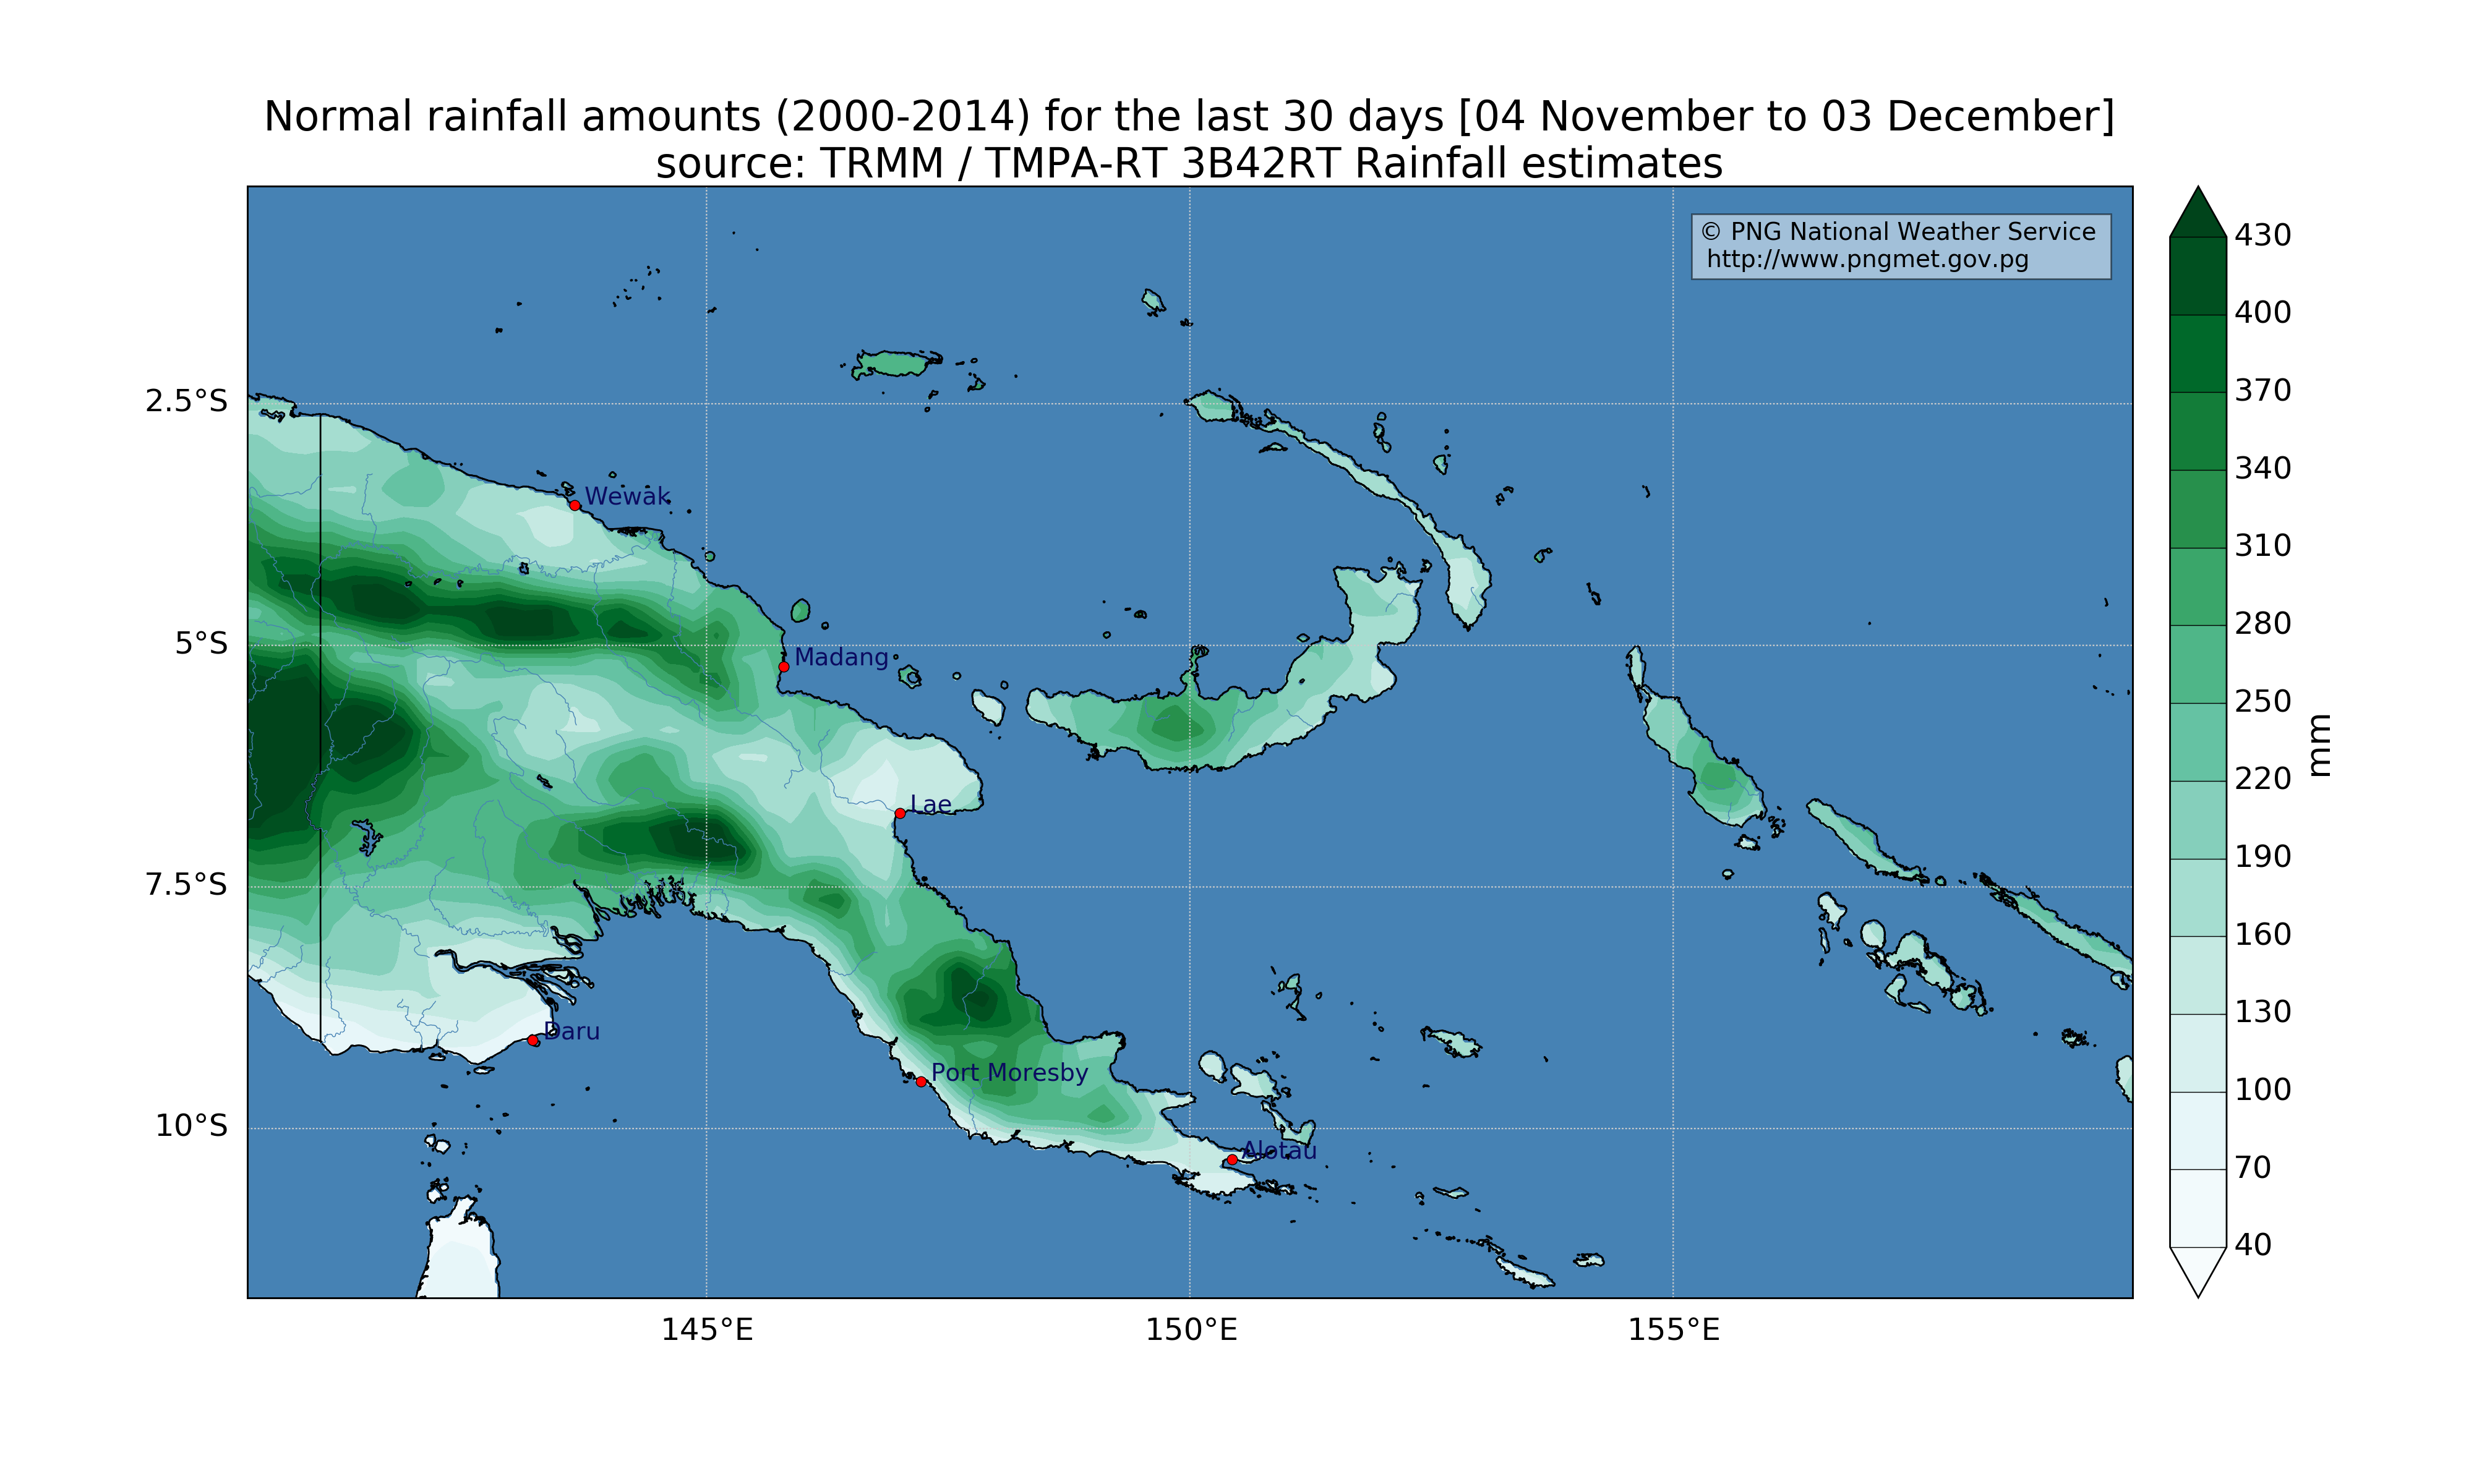 Normal rainfall amounts (2000-2014) for the last 30 days [04 November to 03 December]
source: TRMM / TMPA-RT 3B42RT Rainfall estimates
© PNG National Weather Service
http://www.pngmet.gov.pg
2.5°S
5°S
7.5°S
10°S
Wewak
Madang
Lae
Daru
Port Moresby
Alotau
145°E
150°E
155°E
430
400
370
340
310
280
250
220
190
160
130
100
70
40
mm